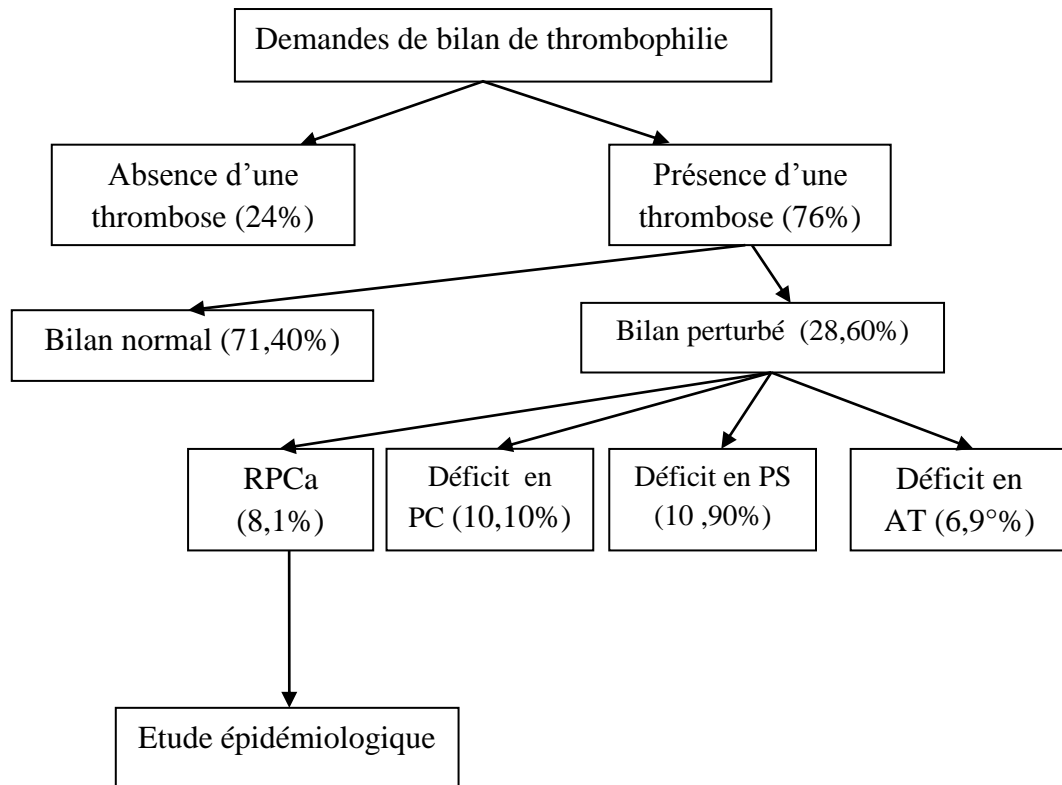 Demandes de bilan de thrombophilie
Absence d’une
thrombose (24%)
Présence d’une
thrombose (76%)
Bilan normal (71,40%)
Bilan perturbé (28,60%)
RPCa
(8,1%)
Déficit en
PC (10,10%)
Déficit en PS
(10 ,90%)
Déficit en
AT (6,9°%)
Etude épidémiologique